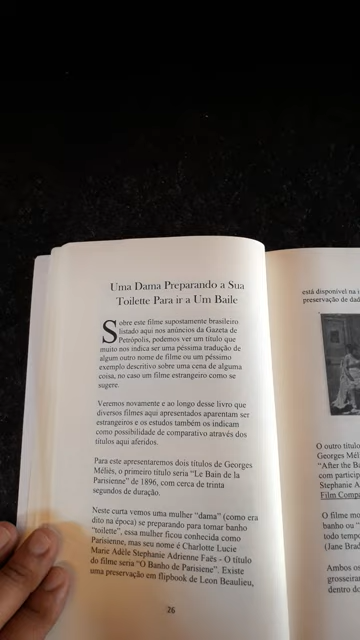 Uma Dama Preparando a Sua
Toilette Para ir a Um Baile
Sobre este filme supostamente brasileiro
listado aqui nos anúncios da Gazeta de
Petrópolis, podemos ver um título que
muito nos indica ser uma péssima tradução de
algum outro nome de filme ou um péssimo
exemplo descritivo sobre uma cena de alguma
coisa, no caso um filme estrangeiro como se
sugere.
Veremos novamente e ao longo desse livro que
diversos filmes aqui apresentados aparentam ser
estrangeiros e os estudos também os indicam
como possibilidade de comparativo através dos
títulos aqui aferidos.
Para este apresentaremos dois títulos de Georges
Méliès, o primeiro título seria "Le Bain de la
Parisienne" de 1896, com cerca de trinta
segundos de duração.
Neste curta vemos uma mulher "dama" (como era
dito na época) se preparando para tomar banho
"toilette", essa mulher ficou conhecida como
Parisienne, mas seu nome é Charlotte Lucie
Marie Adèle Stephanie Adrienne Faës - O título
do filme seria "O Banho de Parisiene". Existe
uma preservação em flipbook de Leon Beaulieu,
26
está disponível na
preservação de
O outro título
Georges Mél
"After the Ba
com particip
Stephanie A
Film Comp
O filme mo
banho ou "
todo tempo
(Jane Brad
Ambos os
grosseira
dentro do